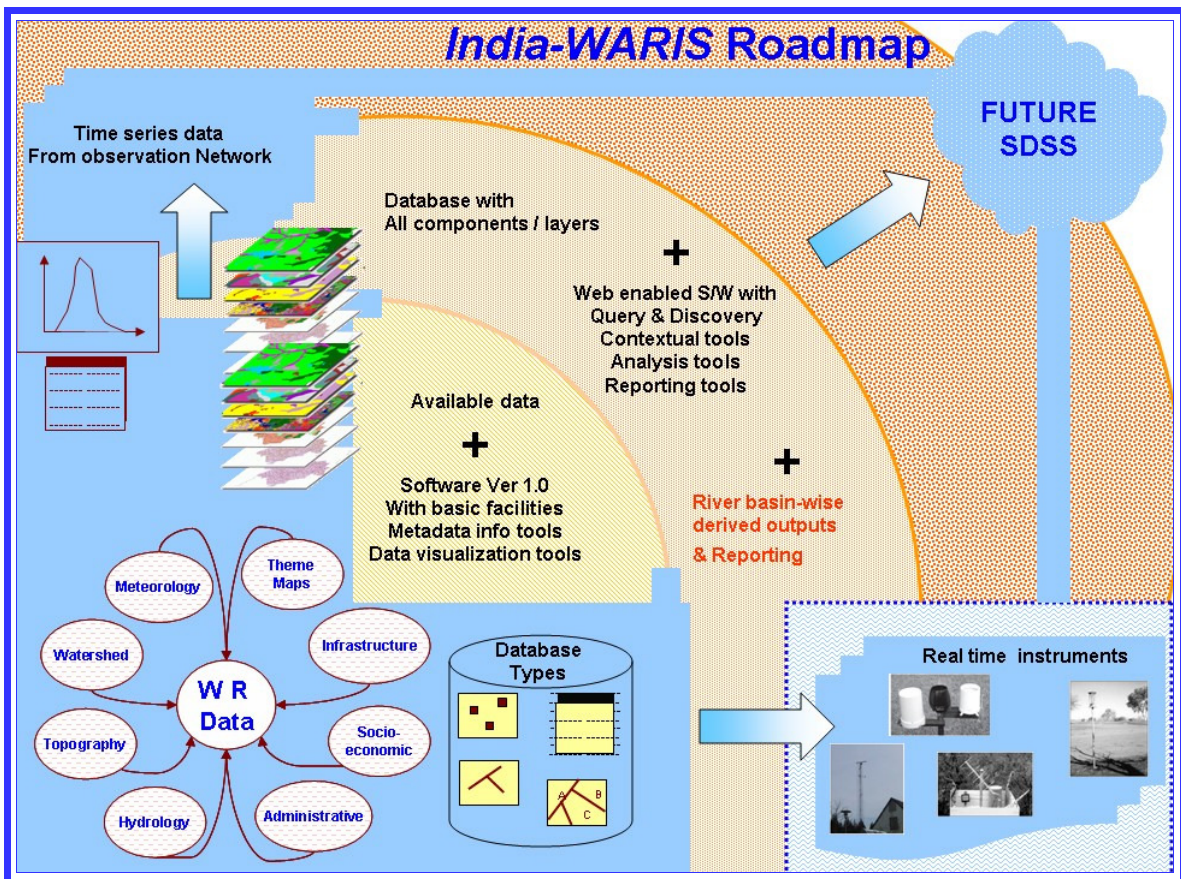 India-WARIS Roadmap
FUTURE
SDSS
Time series data
From observation Network
Database with
All components / layers
+
Web enabled S/W with
Query & Discovery
Contextual tools
Analysis tools
Reporting tools
Available data
+
Software Ver 1.0
With basic facilities
Metadata info tools
Data visualization tools
+
River basin-wise
derived outputs
& Reporting
Meteorology
Theme
Maps
Watershed
Infrastructure
W R
Data
Topography
Socio-
economic
Hydrology
Administrative
Database
Types
A
B
C
Real time instruments